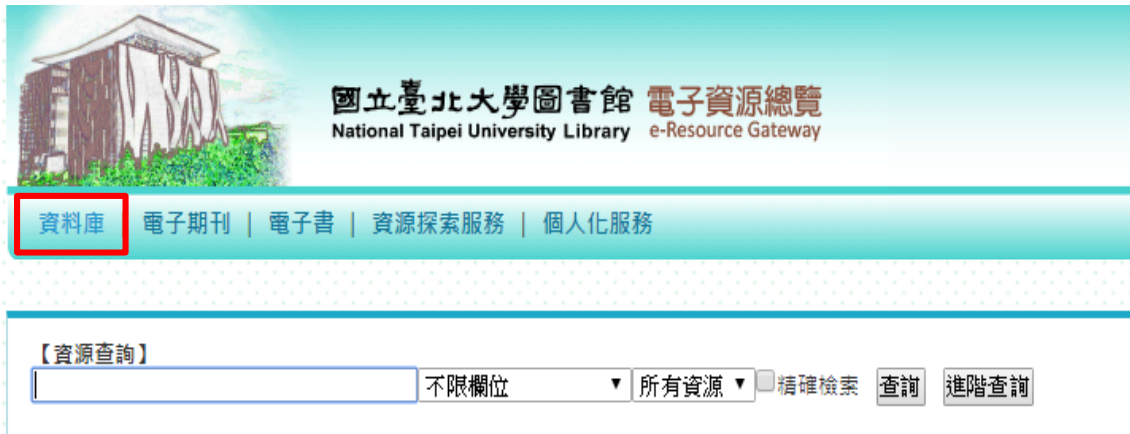 國立臺北大學圖書館 電子資源總覽
National Taipei University Library e-Resource Gateway
資料庫 電子期刊 | 電子書 | 資源探索服務 | 個人化服務
【資源查詢】
不限欄位 ▼ 所有資源 ▼ 精確檢索 查詢 進階查詢